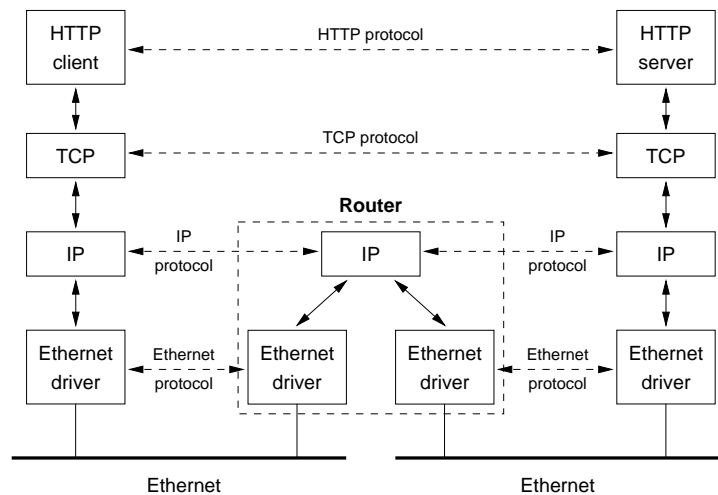 HTTP
client
HTTP protocol
HTTP
server
TCP
TCP protocol
TCP
Router
IP
IP
protocol
IP
IP
protocol
IP
Ethernet
driver
Ethernet
protocol
Ethernet
driver
Ethernet
driver
Ethernet
protocol
Ethernet
driver
Ethernet
Ethernet